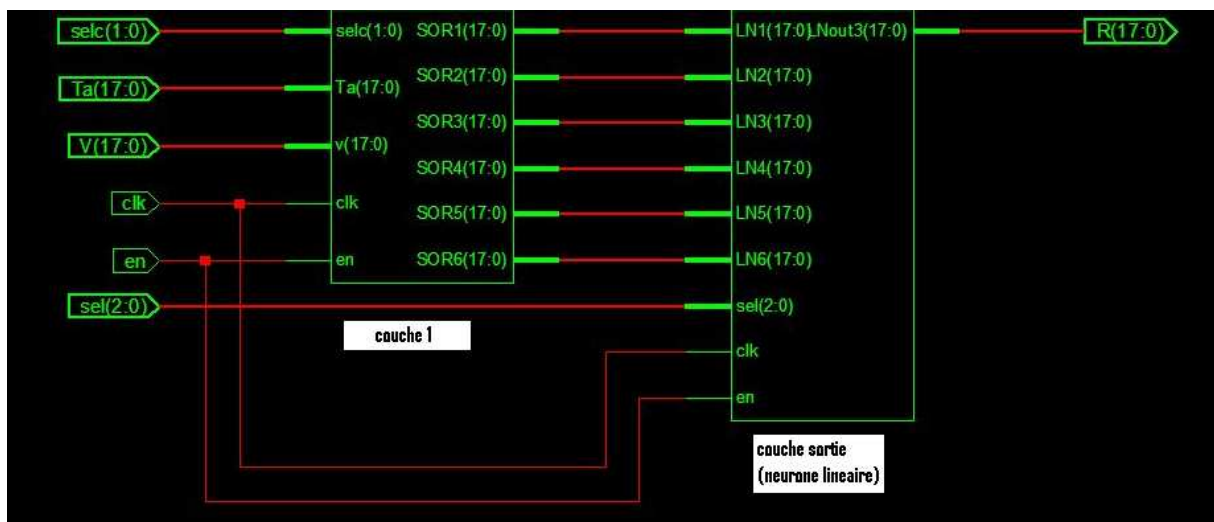 selc(1:0)
Ta(17:0)
V(17:0)
clk
en
sel(2:0)
selc(1:0) SOR1(17:0)
Ta(17:0) SOR2(17:0)
SOR3(17:0)
v(17:0)
SOR4(17:0)
clk SOR5(17:0)
en SOR6(17:0)
couche 1
LN1(17:0)LNout3(17:0)
LN2(17:0)
LN3(17:0)
LN4(17:0)
LN5(17:0)
LN6(17:0)
sel(2:0)
clk
en
couche sortie
(neurone lineaire)
R(17:0)